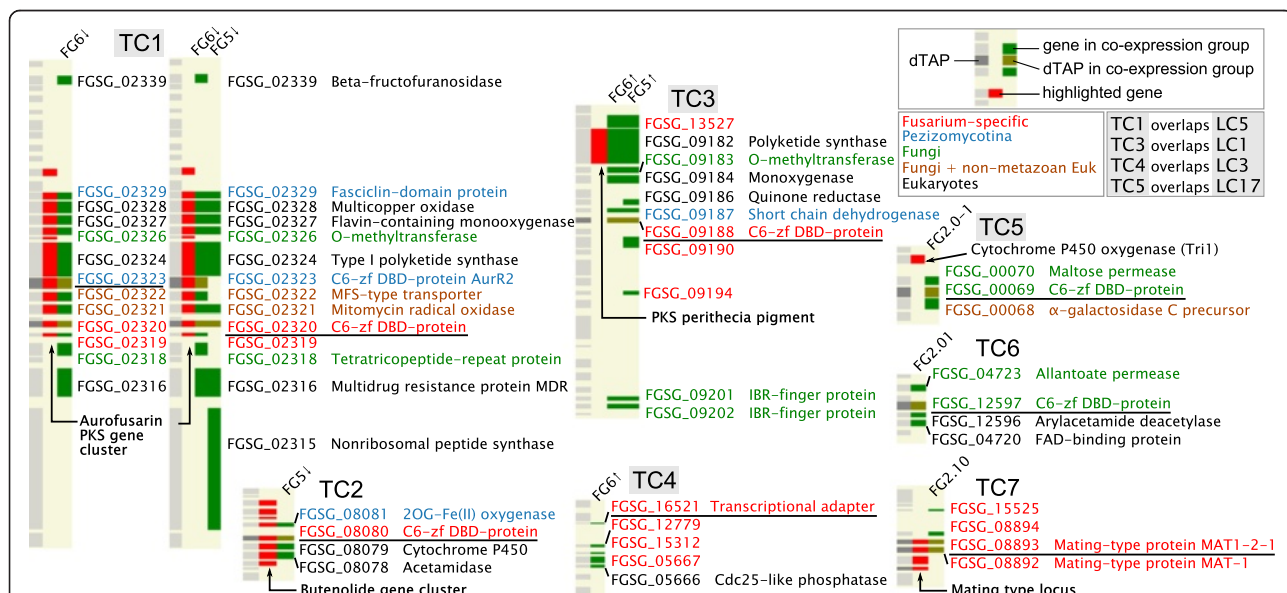 TC1
FG6↓
FG6↓
FG5↓
FGSG_02339
FGSG_02339 Beta-fructofuranosidase
FGSG_02329
FGSG_02329 Fasciclin-domain protein
FGSG_02328
FGSG_02328 Multicopper oxidase
FGSG_02327
FGSG_02327 Flavin-containing monooxygenase
FGSG_02326
FGSG_02326 O-methyltransferase
FGSG_02324
FGSG_02324 Type I polyketide synthase
FGSG_02323
FGSG_02323 C6-zf DBD-protein AurR2
FGSG_02322
FGSG_02322 MFS-type transporter
FGSG_02321
FGSG_02321 Mitomycin radical oxidase
FGSG_02320
FGSG_02320 C6-zf DBD-protein
FGSG_02319
FGSG_02319
FGSG_02318
FGSG_02318 Tetratricopeptide-repeat protein
FGSG_02316
FGSG_02316 Multidrug resistance protein MDR
Aurofusarin
PKS gene
cluster
FGSG_02315 Nonribosomal peptide synthase
TC2
FG5↓
FGSG_08081 2OG-Fe(II) oxygenase
FGSG_08080 C6-zf DBD-protein
FGSG_08079 Cytochrome P450
FGSG_08078 Acetamidase
Butenolide gene cluster
TC3
FG6↑
FG5↑
FGSG_13527
FGSG_09182 Polyketide synthase
FGSG_09183 O-methyltransferase
FGSG_09184 Monoxygenase
FGSG_09186 Quinone reductase
FGSG_09187 Short chain dehydrogenase
FGSG_09188 C6-zf DBD-protein
FGSG_09190
FGSG_09194
PKS perithecia pigment
FGSG_09201 IBR-finger protein
FGSG_09202 IBR-finger protein
TC4
FG6↑
FGSG_16521 Transcriptional adapter
FGSG_12779
FGSG_15312
FGSG_05667
FGSG_05666 Cdc25-like phosphatase
dTAP
gene in co-expression group
dTAP in co-expression group
highlighted gene
Fusarium-specific
Pezizomycotina
Fungi
Fungi + non-metazoan Euk
Eukaryotes
TC1 overlaps LC5
TC3 overlaps LC1
TC4 overlaps LC3
TC5 overlaps LC17
TC5
FG2.0-1
Cytochrome P450 oxygenase (Tri1)
FGSG_00070 Maltose permease
FGSG_00069 C6-zf DBD-protein
FGSG_00068 α-galactosidase C precursor
TC6
FG2.01
FGSG_04723 Allantoate permease
FGSG_12597 C6-zf DBD-protein
FGSG_12596 Arylacetamide deacetylase
FGSG_04720 FAD-binding protein
TC7
FG2.10
FGSG_15525
FGSG_08894
FGSG_08893 Mating-type protein MAT1-2-1
FGSG_08892 Mating-type protein MAT-1
Mating type locus